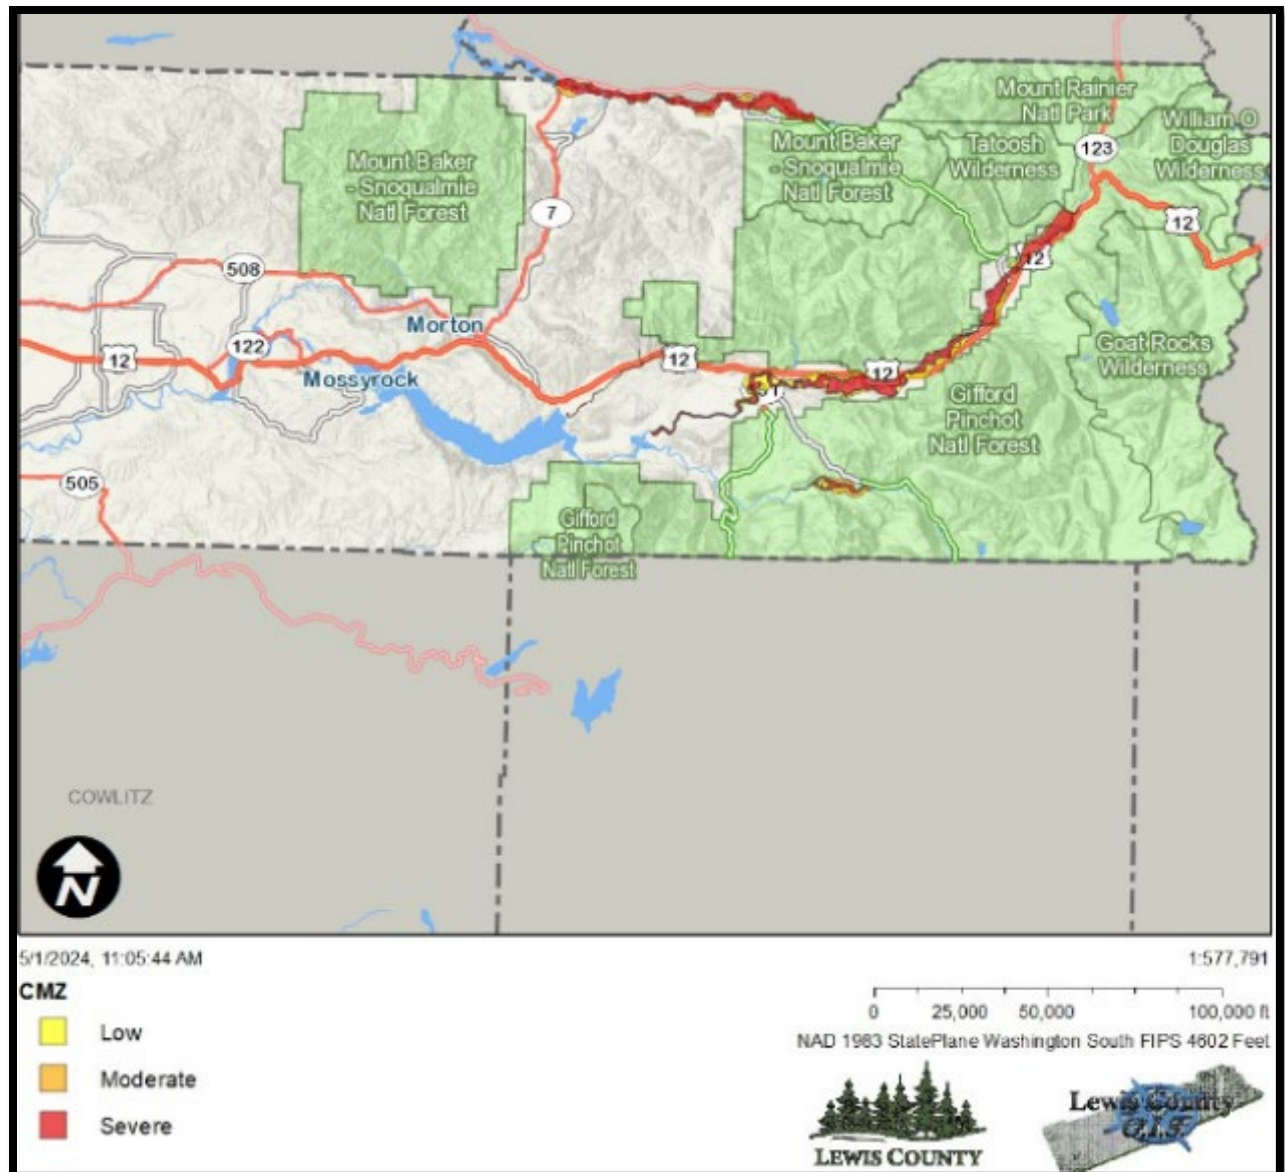 Mount Rainier
Natl Park
William O
Douglas
Wilderness
Mount Baker
- Snoqualmie
Natl Forest
Mount Baker
- Snoqualmie
Natl Forest
Tatoosh
Wilderness
123
7
12
12
508
Morton
122
12
12
12
Mossyrock
Goat Rocks
Wilderness
Gifford
Pinchot
Natl Forest
505
Gifford
Pinchot
Natl Forest
COWLITZ
N
5/1/2024, 11:05:44 AM
1:577,791
CMZ
Low
Moderate
Severe
0 25,000 50,000 100,000 ft
NAD 1983 StatePlane Washington South FIPS 4602 Feet
LEWIS COUNTY
Lewis County
G.I.S.